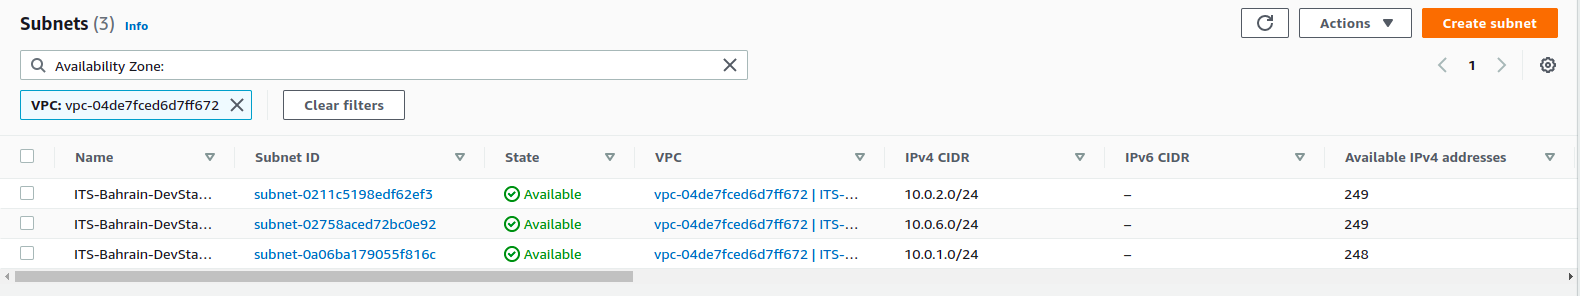 Subnets (3) Info
Actions
Create subnet
Availability Zone:
1
VPC: vpc-04de7fced6d7ff672
Clear filters
Name Subnet ID State VPC IPv4 CIDR IPv6 CIDR Available IPv4 addresses
ITS-Bahrain-DevSta... subnet-0211c5198edf62ef3 Available vpc-04de7fced6d7ff672 | ITS-... 10.0.2.0/24 – 249
ITS-Bahrain-DevSta... subnet-02758aced72bc0e92 Available vpc-04de7fced6d7ff672 | ITS-... 10.0.6.0/24 – 249
ITS-Bahrain-DevSta... subnet-0a06ba179055f816c Available vpc-04de7fced6d7ff672 | ITS-... 10.0.1.0/24 – 248